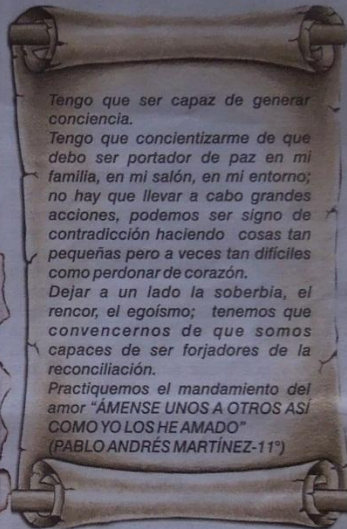 Tengo que ser capaz de generar
conciencia.
Tengo que concientizarme de que
debo ser portador de paz en mi
familia, en mi salón, en mi entorno;
no hay que llevar a cabo grandes
acciones, podemos ser signo de
contradicción haciendo cosas tan
pequeñas pero a veces tan difíciles
como perdonar de corazón.
Dejar a un lado la soberbia, el
rencor, el egoísmo; tenemos que
convencernos de que somos
capaces de ser forjadores de la
reconciliación.
Practiquemos el mandamiento del
amor "ÁMENSE UNOS A OTROS ASÍ
COMO YO LOS HE AMADO"
(PABLO ANDRÉS MARTÍNEZ-11°)